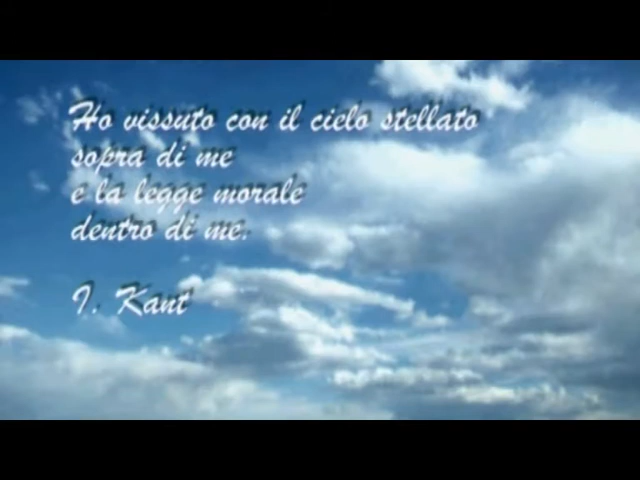 Ho vissuto con il cielo stellato
sopra di me
e la legge morale
dentro di me.
I. Kant